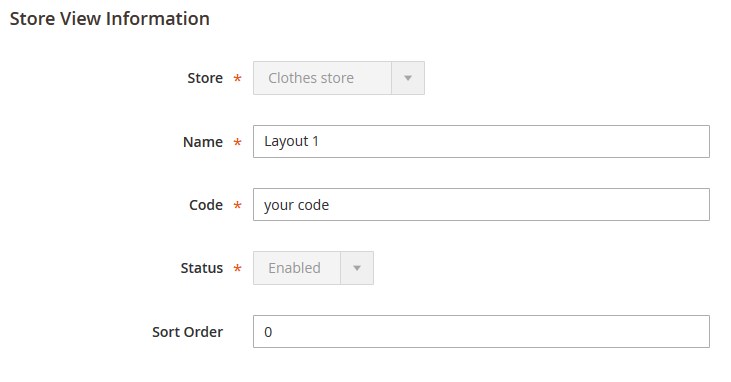 Store View Information
Store * Clothes store
Name * Layout 1
Code * your code
Status * Enabled
Sort Order 0